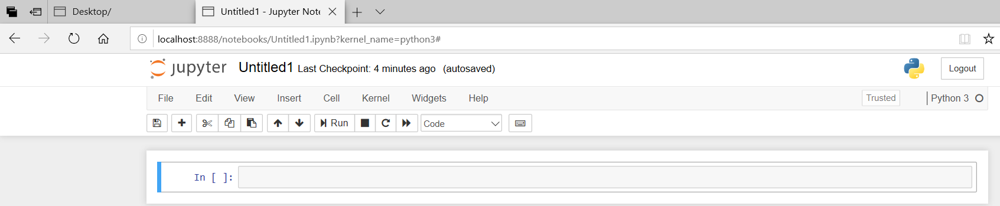 Desktop/ Untitled1 - Jupyter Note
localhost:8888/notebooks/Untitled1.ipynb?kernel_name=python3#
jupyter Untitled1 Last Checkpoint: 4 minutes ago (autosaved) Logout
File Edit View Insert Cell Kernel Widgets Help Trusted Python 3
Run Code
In [ ]: